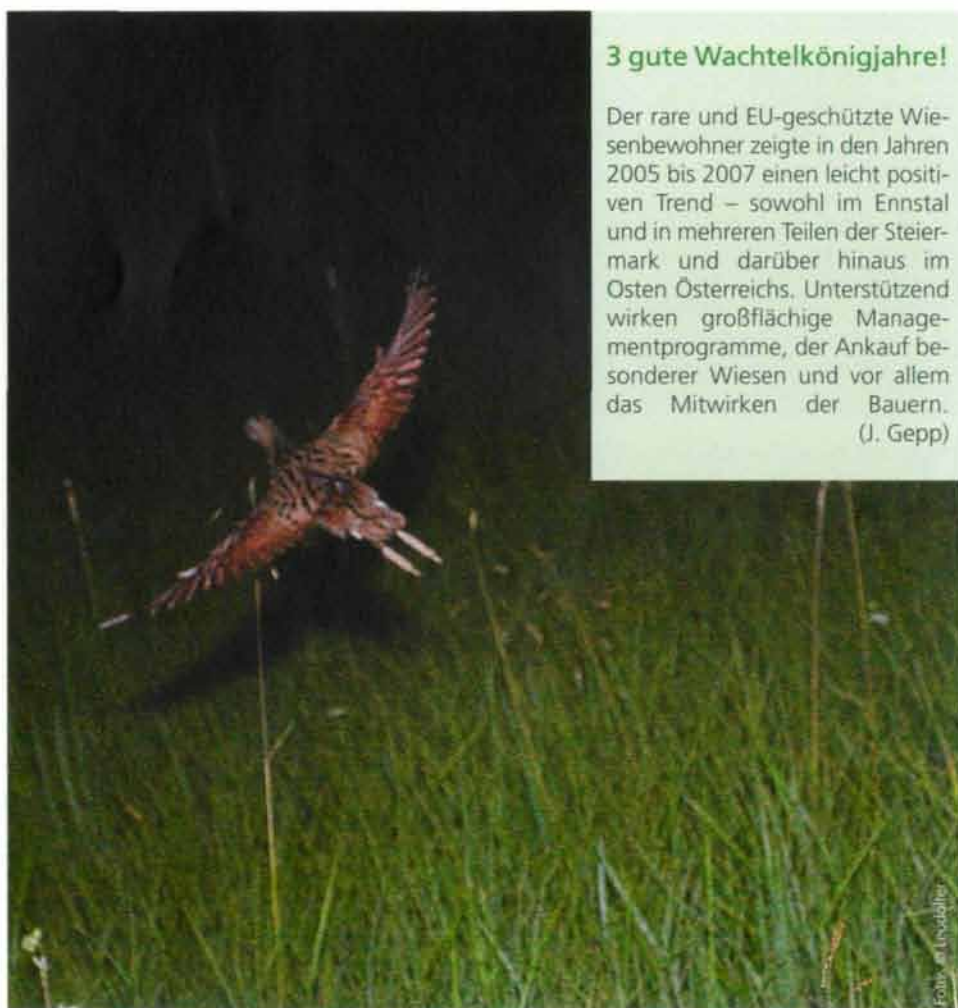 3 gute Wachtelkönigjahre!
Der rare und EU-geschützte Wie-
senbewohner zeigte in den Jahren
2005 bis 2007 einen leicht positi-
ven Trend – sowohl im Ennstal
und in mehreren Teilen der Steier-
mark und darüber hinaus im
Osten Österreichs. Unterstützend
wirken großflächige Manage-
mentprogramme, der Ankauf be-
sonderer Wiesen und vor allem
das Mitwirken der Bauern.
(J. Gepp)